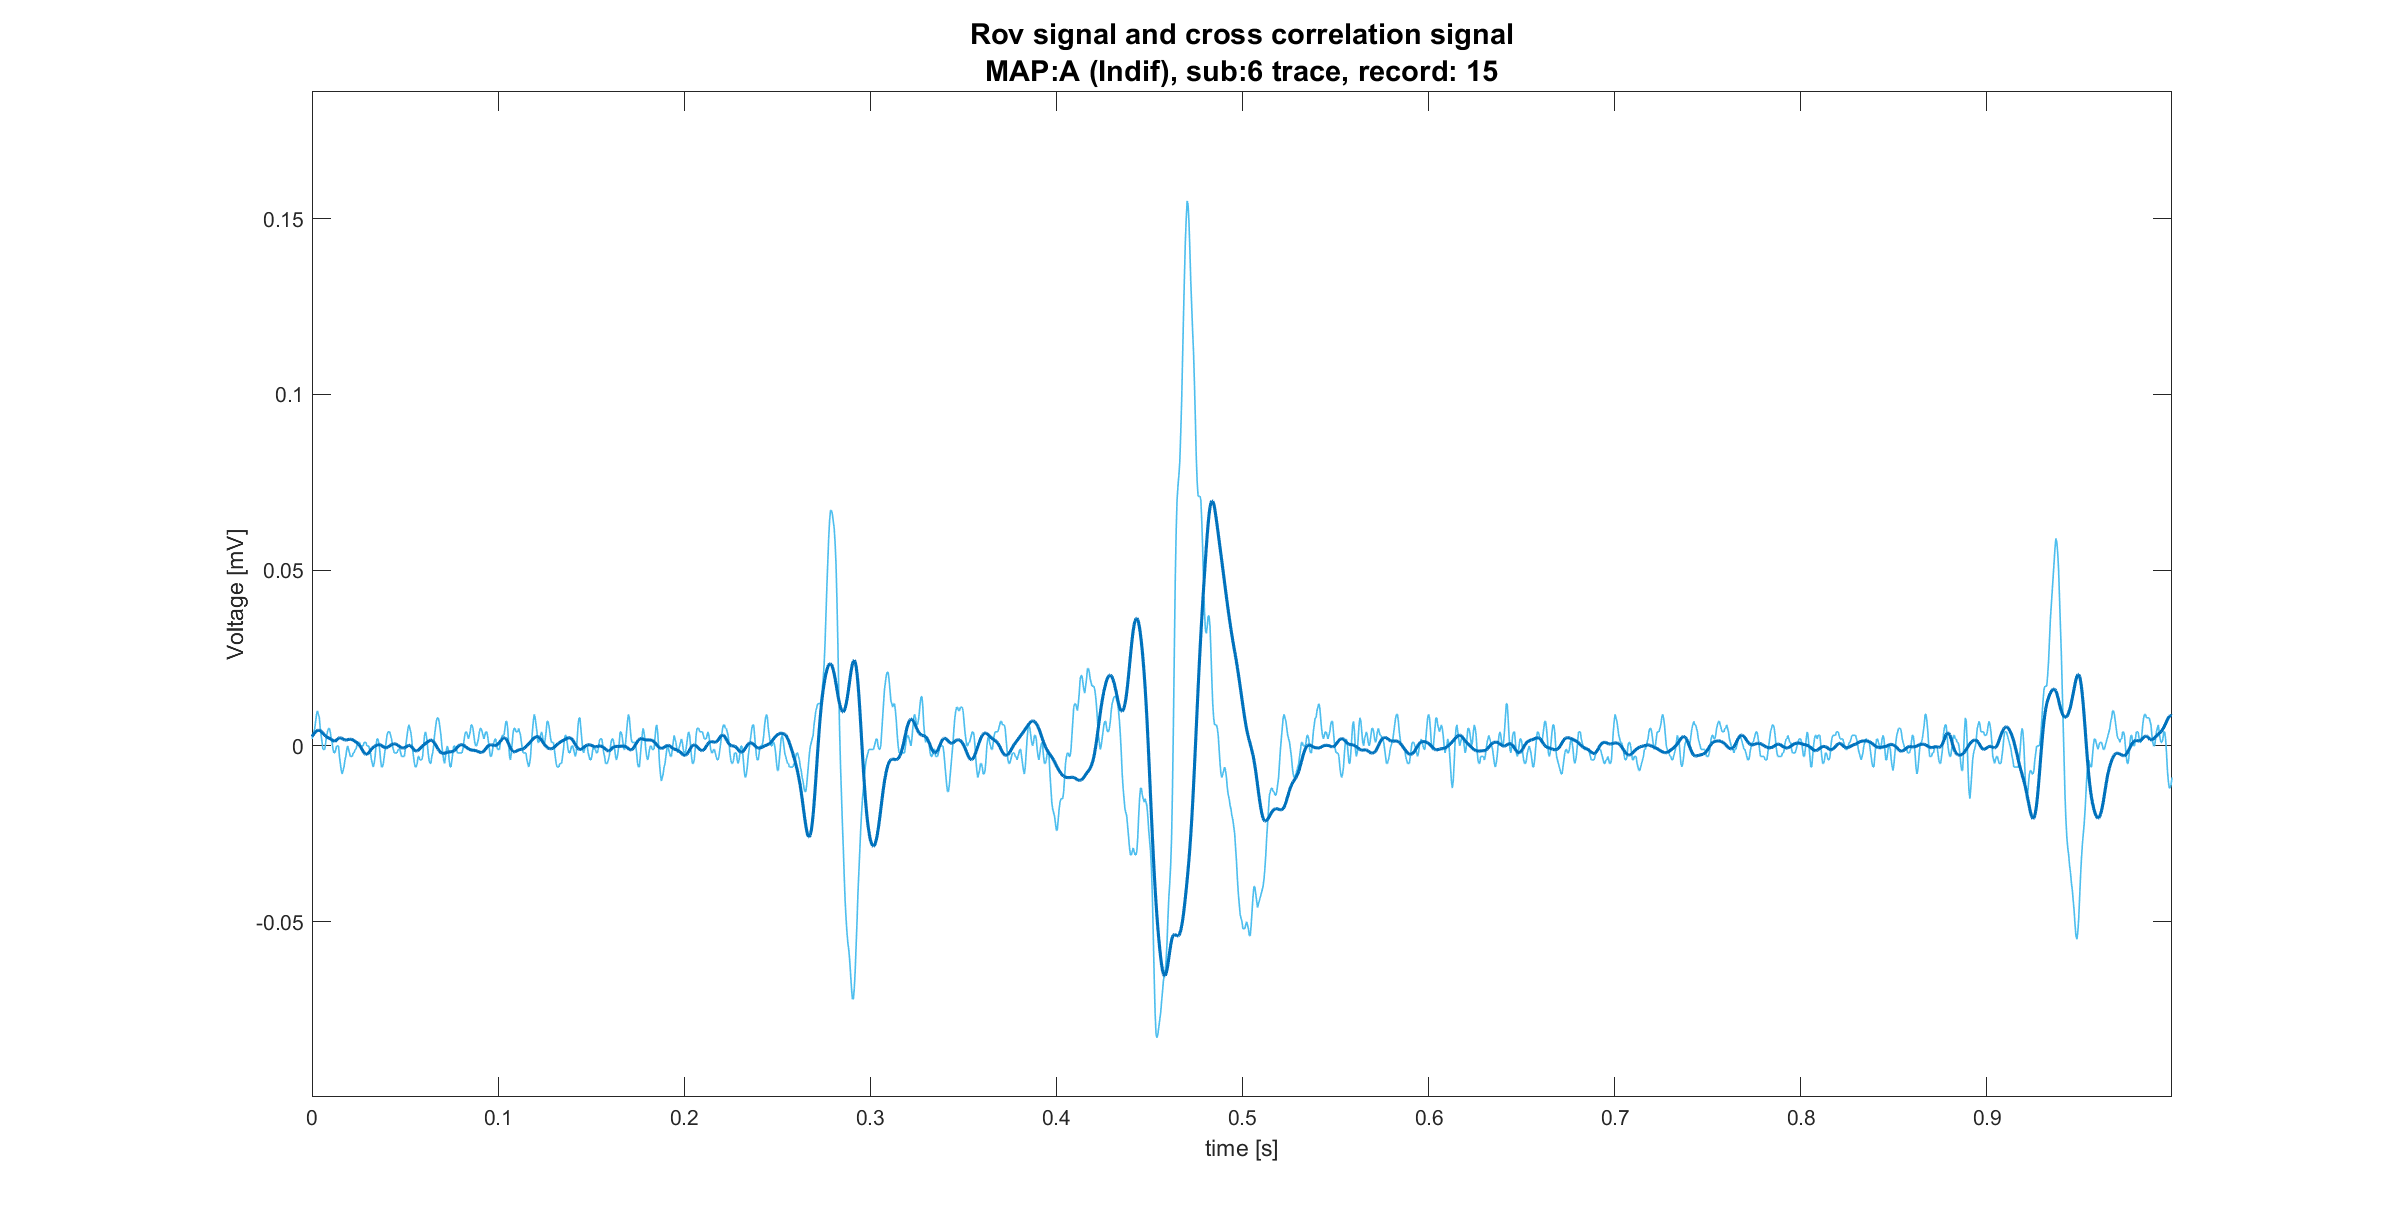 Rov signal and cross correlation signal
MAP:A (Indif), sub:6 trace, record: 15
0.15
0.1
0.05
0
-0.05
Voltage [mV]
0 0.1 0.2 0.3 0.4 0.5 0.6 0.7 0.8 0.9
time [s]